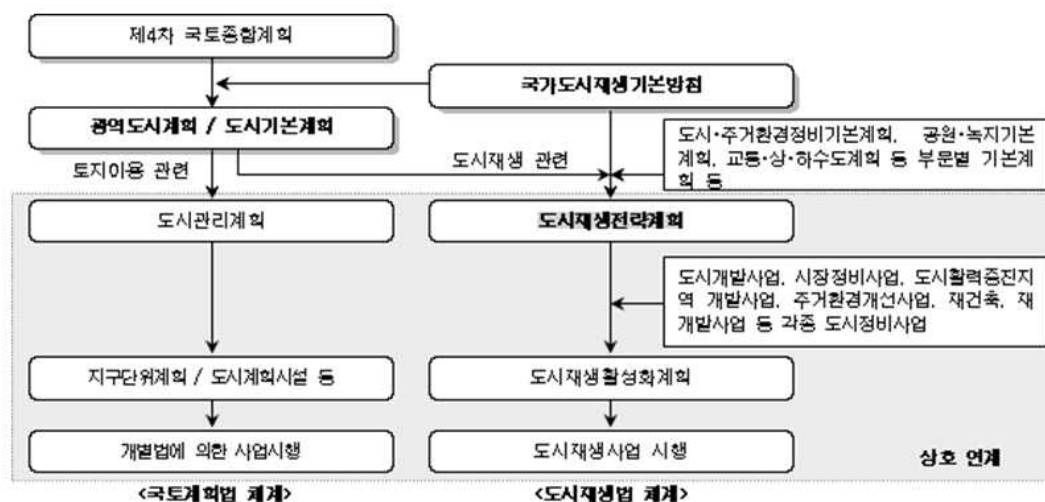 제4차 국토종합계획
국가도시재생기본방침
광역도시계획 / 도시기본계획
도시·주거환경정비기본계획, 공원·녹지기본
계획, 교통·상·하수도계획 등 부문별 기본계
획 등
토지이용 관련
도시재생 관련
도시관리계획
도시재생전략계획
도시개발사업, 시장정비사업, 도시활력증진지
역 개발사업, 주거환경개선사업, 재건축, 재
개발사업 등 각종 도시정비사업
지구단위계획 / 도시계획시설 등
도시재생활성화계획
개별법에 의한 사업시행
도시재생사업 시행
상호 연계
<국토계획법 체계>
<도시재생법 체계>